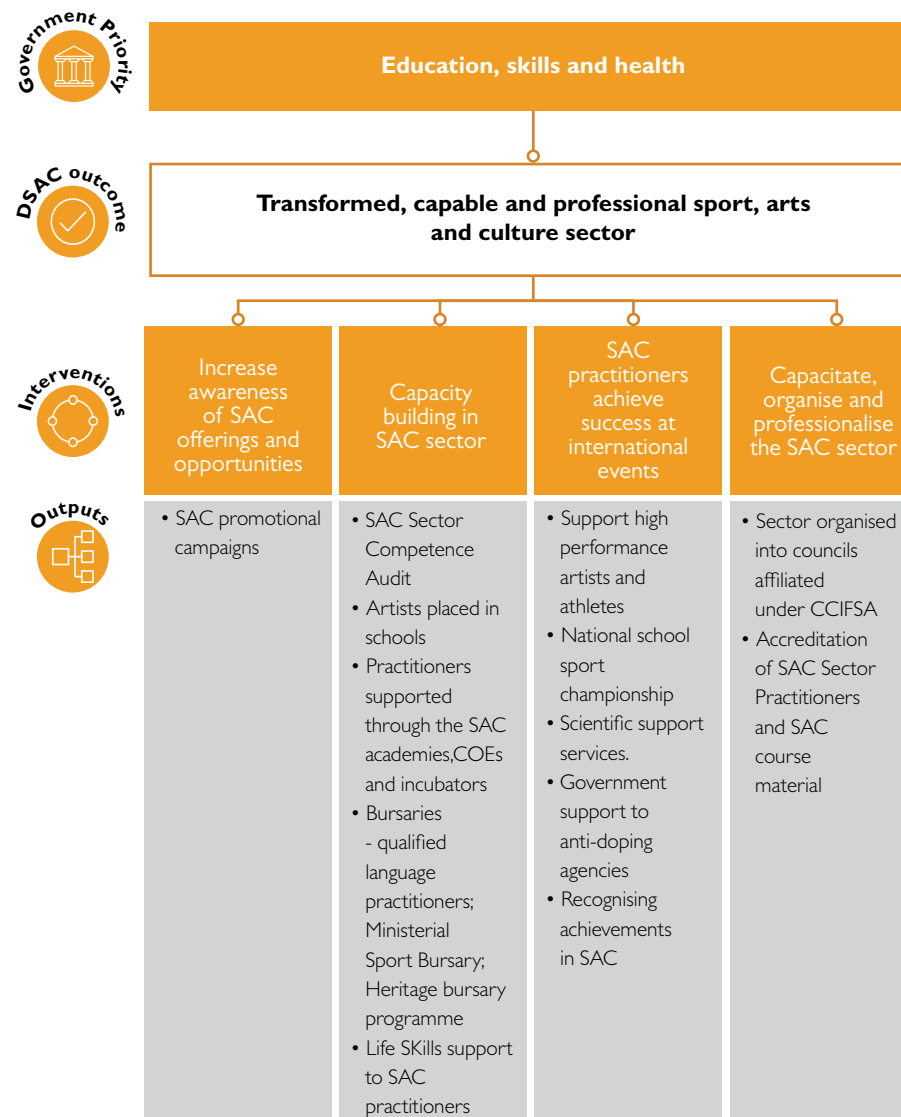 Government Priority
Education, skills and health
DSAC outcome
Transformed, capable and professional sport, arts
and culture sector
Interventions
Increase
awareness
of SAC
offerings and
opportunities
Capacity
building in
SAC sector
SAC
practitioners
achieve
success at
international
events
Capacitate,
organise and
professionalise
the SAC sector
Outputs
• SAC promotional
campaigns
• SAC Sector
Competence
Audit
• Artists placed in
schools
• Practitioners
supported
through the SAC
academies,COEs
and incubators
• Bursaries
- qualified
language
practitioners;
Ministerial
Sport Bursary;
Heritage bursary
programme
• Life SKills support
to SAC
practitioners
• Support high
performance
artists and
athletes
• National school
sport
championship
• Scientific support
services.
• Government
support to
anti-doping
agencies
• Recognising
achievements
in SAC
• Sector organised
into councils
affiliated
under CCIFSA
• Accreditation
of SAC Sector
Practitioners
and SAC
course
material